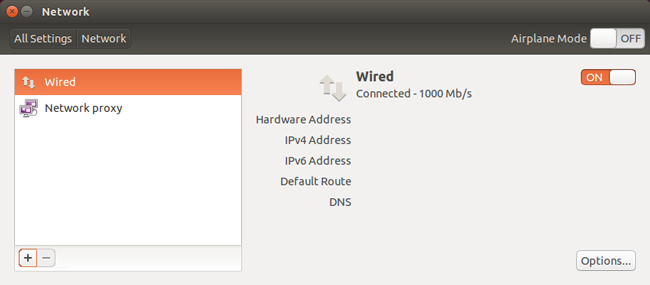 Network
All Settings Network Airplane Mode OFF
Wired
Network proxy
Wired ON
Connected - 1000 Mb/s
Hardware Address
IPv4 Address
IPv6 Address
Default Route
DNS
+ −
Options...